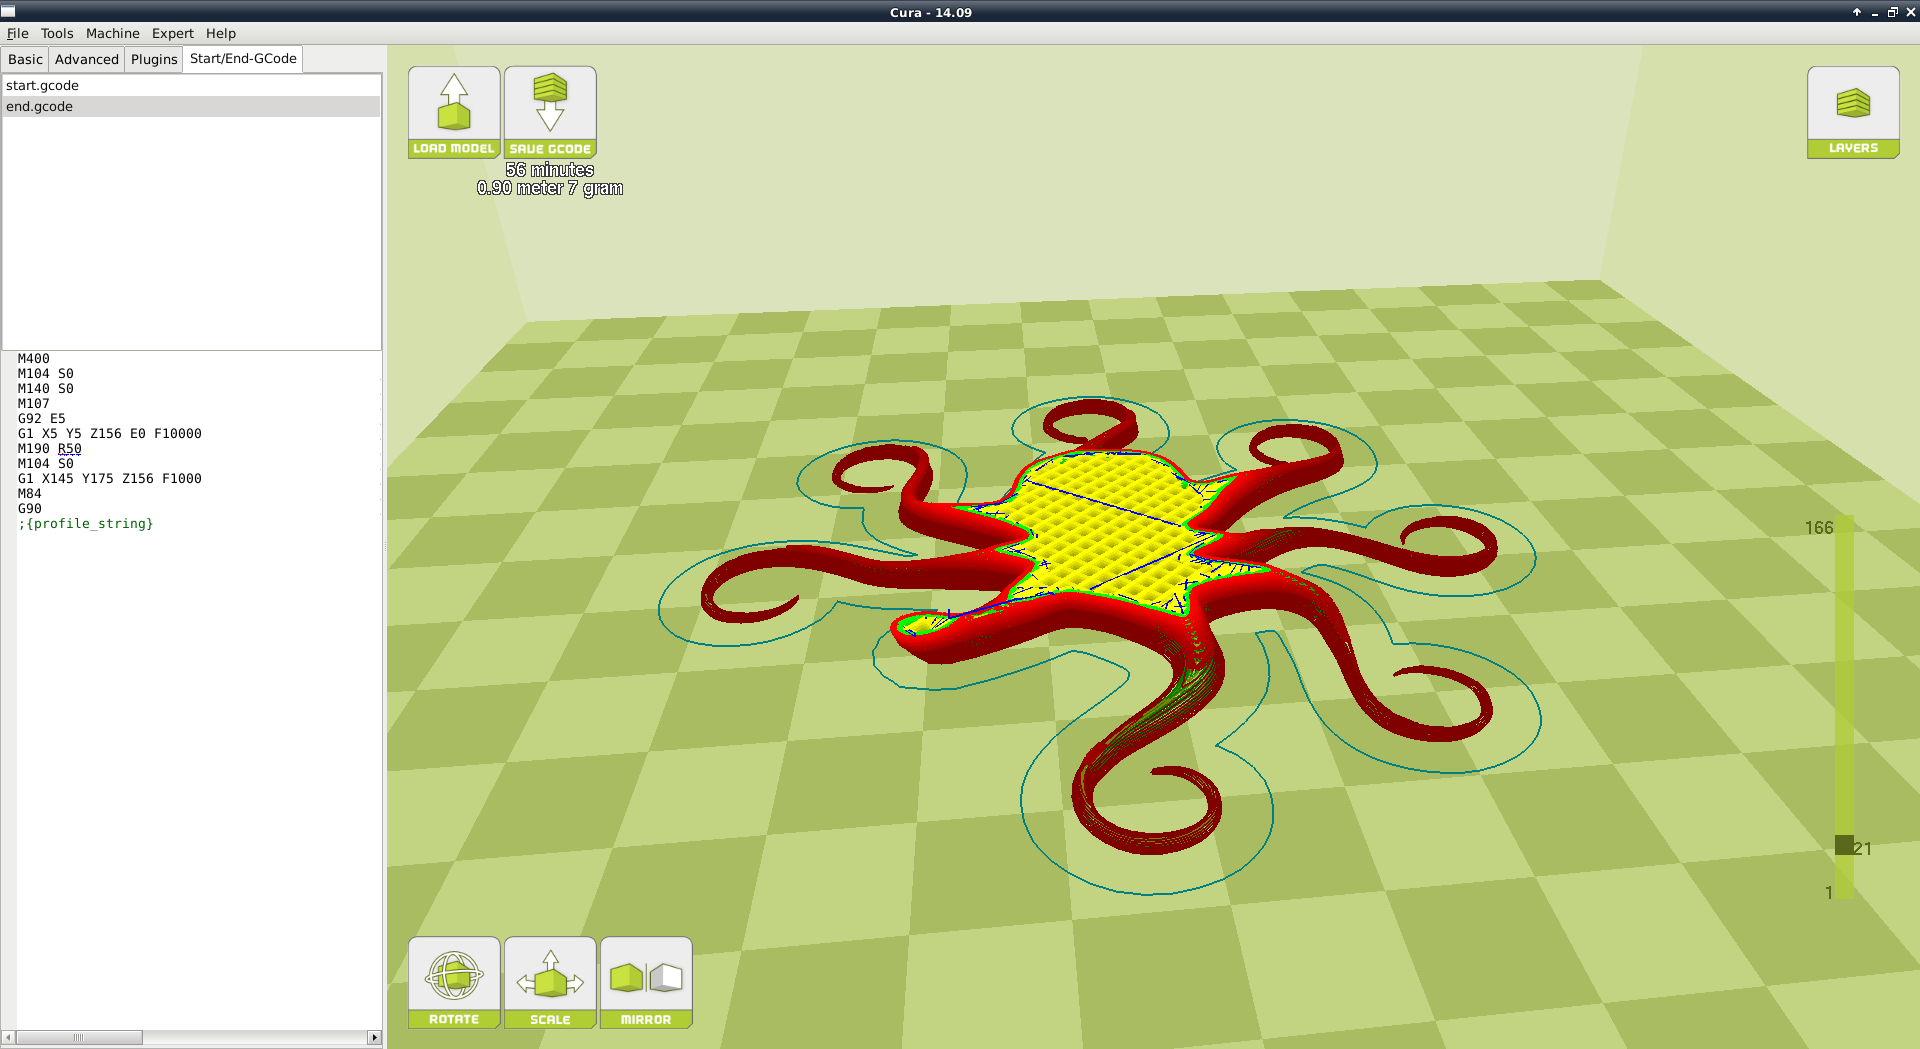 Cura - 14.09
File Tools Machine Expert Help
Basic Advanced Plugins Start/End-GCode
start.gcode
end.gcode
M400
M104 S0
M140 S0
M107
G92 E5
G1 X5 Y5 Z156 E0 F10000
M190 R50
M104 S0
G1 X145 Y175 Z156 F1000
M84
G90
;{profile_string}
LOAD MODEL
SAVE GCODE
56 minutes
0.90 meter 7 gram
LAYERS
166
21
1
ROTATE
SCALE
MIRROR